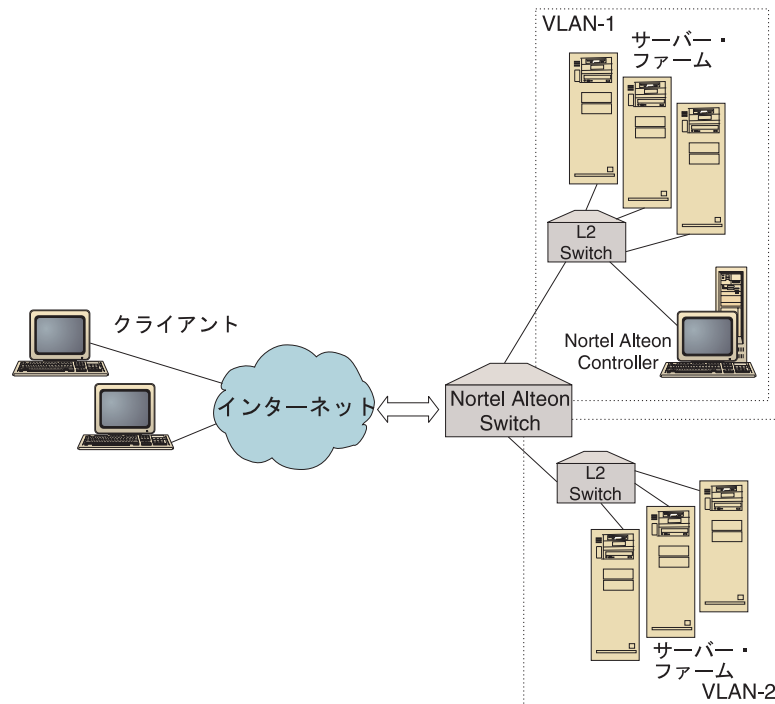 VLAN-1
サーバー・
ファーム
L2
Switch
クライアント
Nortel Alteon
Controller
インターネット
Nortel Alteon
Switch
L2
Switch
サーバー・
ファーム
VLAN-2